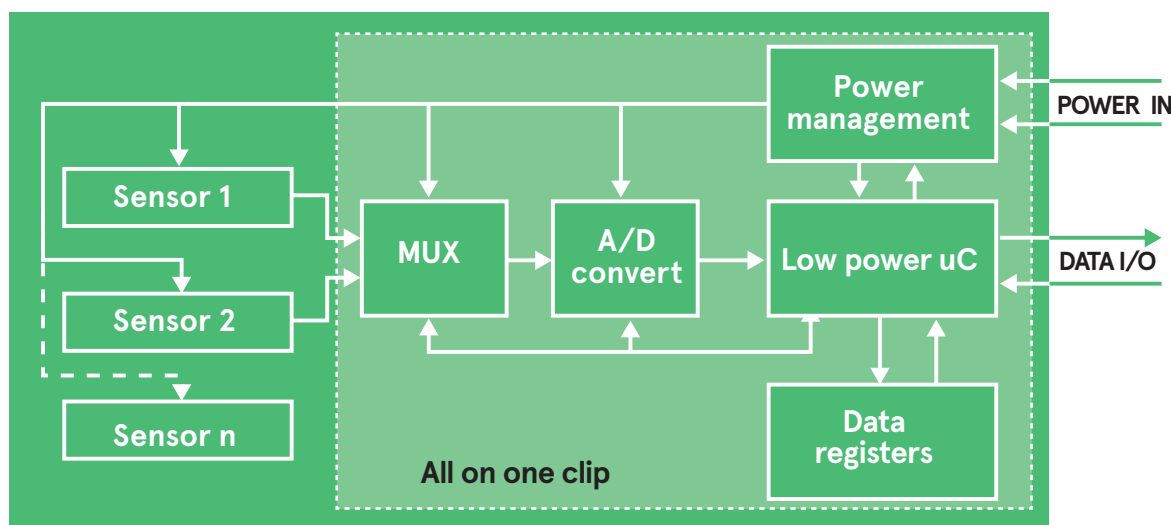 Power
management
POWER IN
Sensor 1
MUX
A/D
convert
Low power uC
DATA I/O
Sensor 2
Sensor n
Data
registers
All on one clip